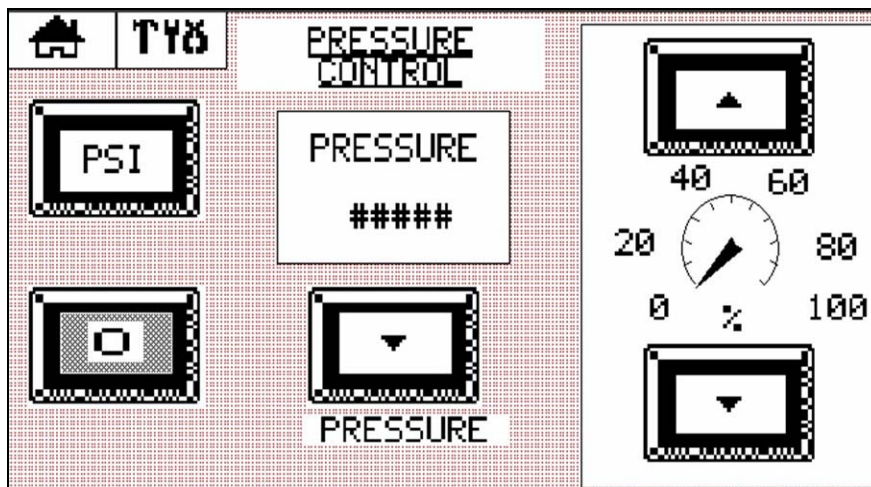 PRESSURE
CONTROL
PSI
PRESSURE
#####
PRESSURE
40 60
20 80
0 % 100